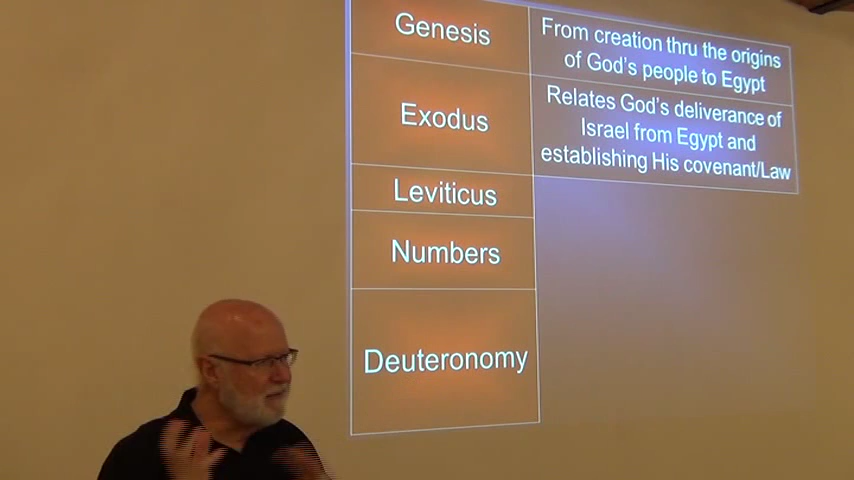 Genesis
From creation thru the origins
of God's people to Egypt
Exodus
Relates God's deliverance of
Israel from Egypt and
establishing His covenant/Law
Leviticus
Numbers
Deuteronomy